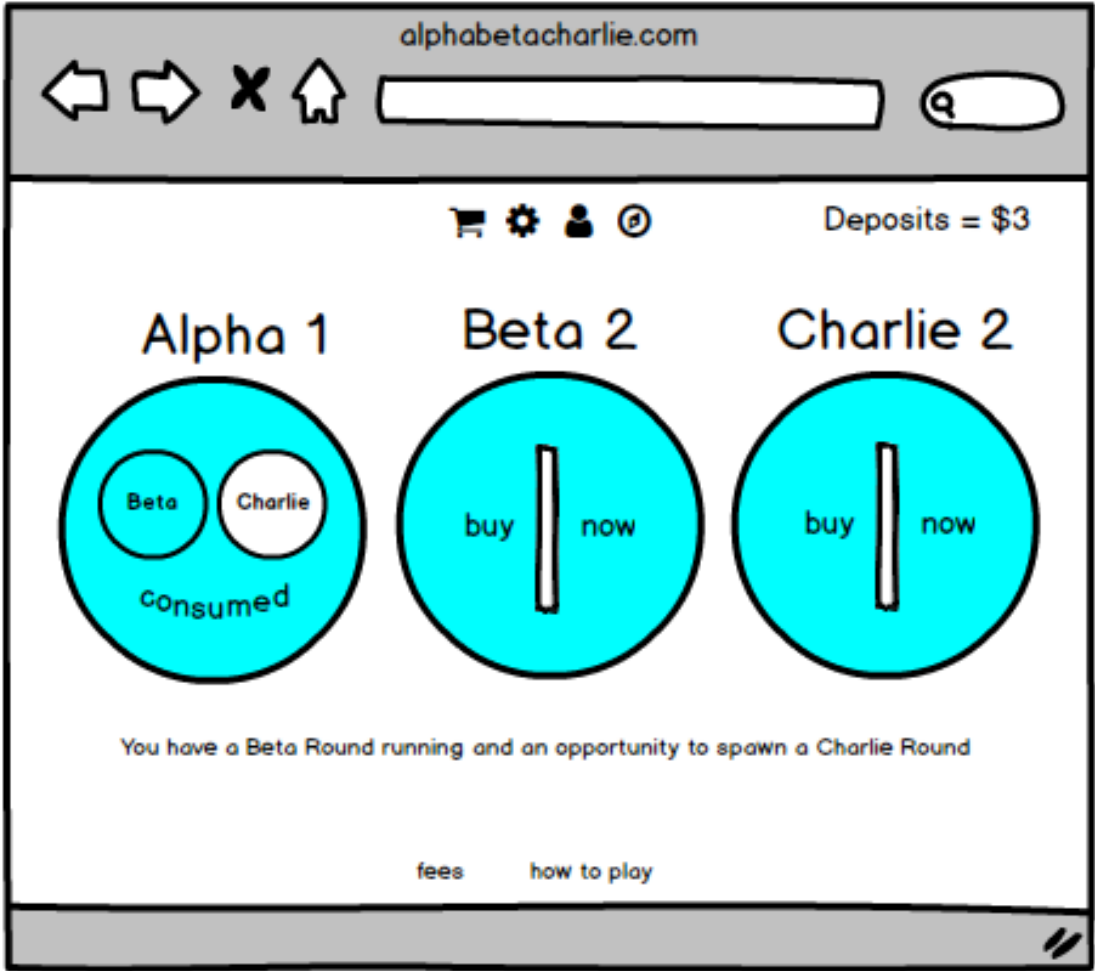 alphabetacharlie.com
Deposits = $3
Alpha 1
Beta 2
Charlie 2
Beta
Charlie
consumed
buy
now
buy
now
You have a Beta Round running and an opportunity to spawn a Charlie Round
fees
how to play